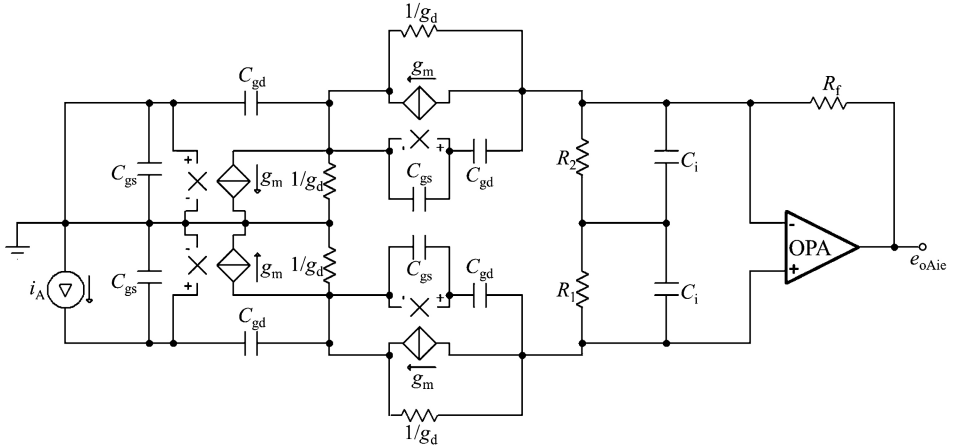 1/g_d
C_gd
g_m
R_f
C_gs
g_m
1/g_d
C_gs
C_gd
R_2
C_i
OPA
e_oAie
i_A
C_gs
g_m
1/g_d
C_gs
C_gd
R_1
C_i
C_gd
g_m
1/g_d